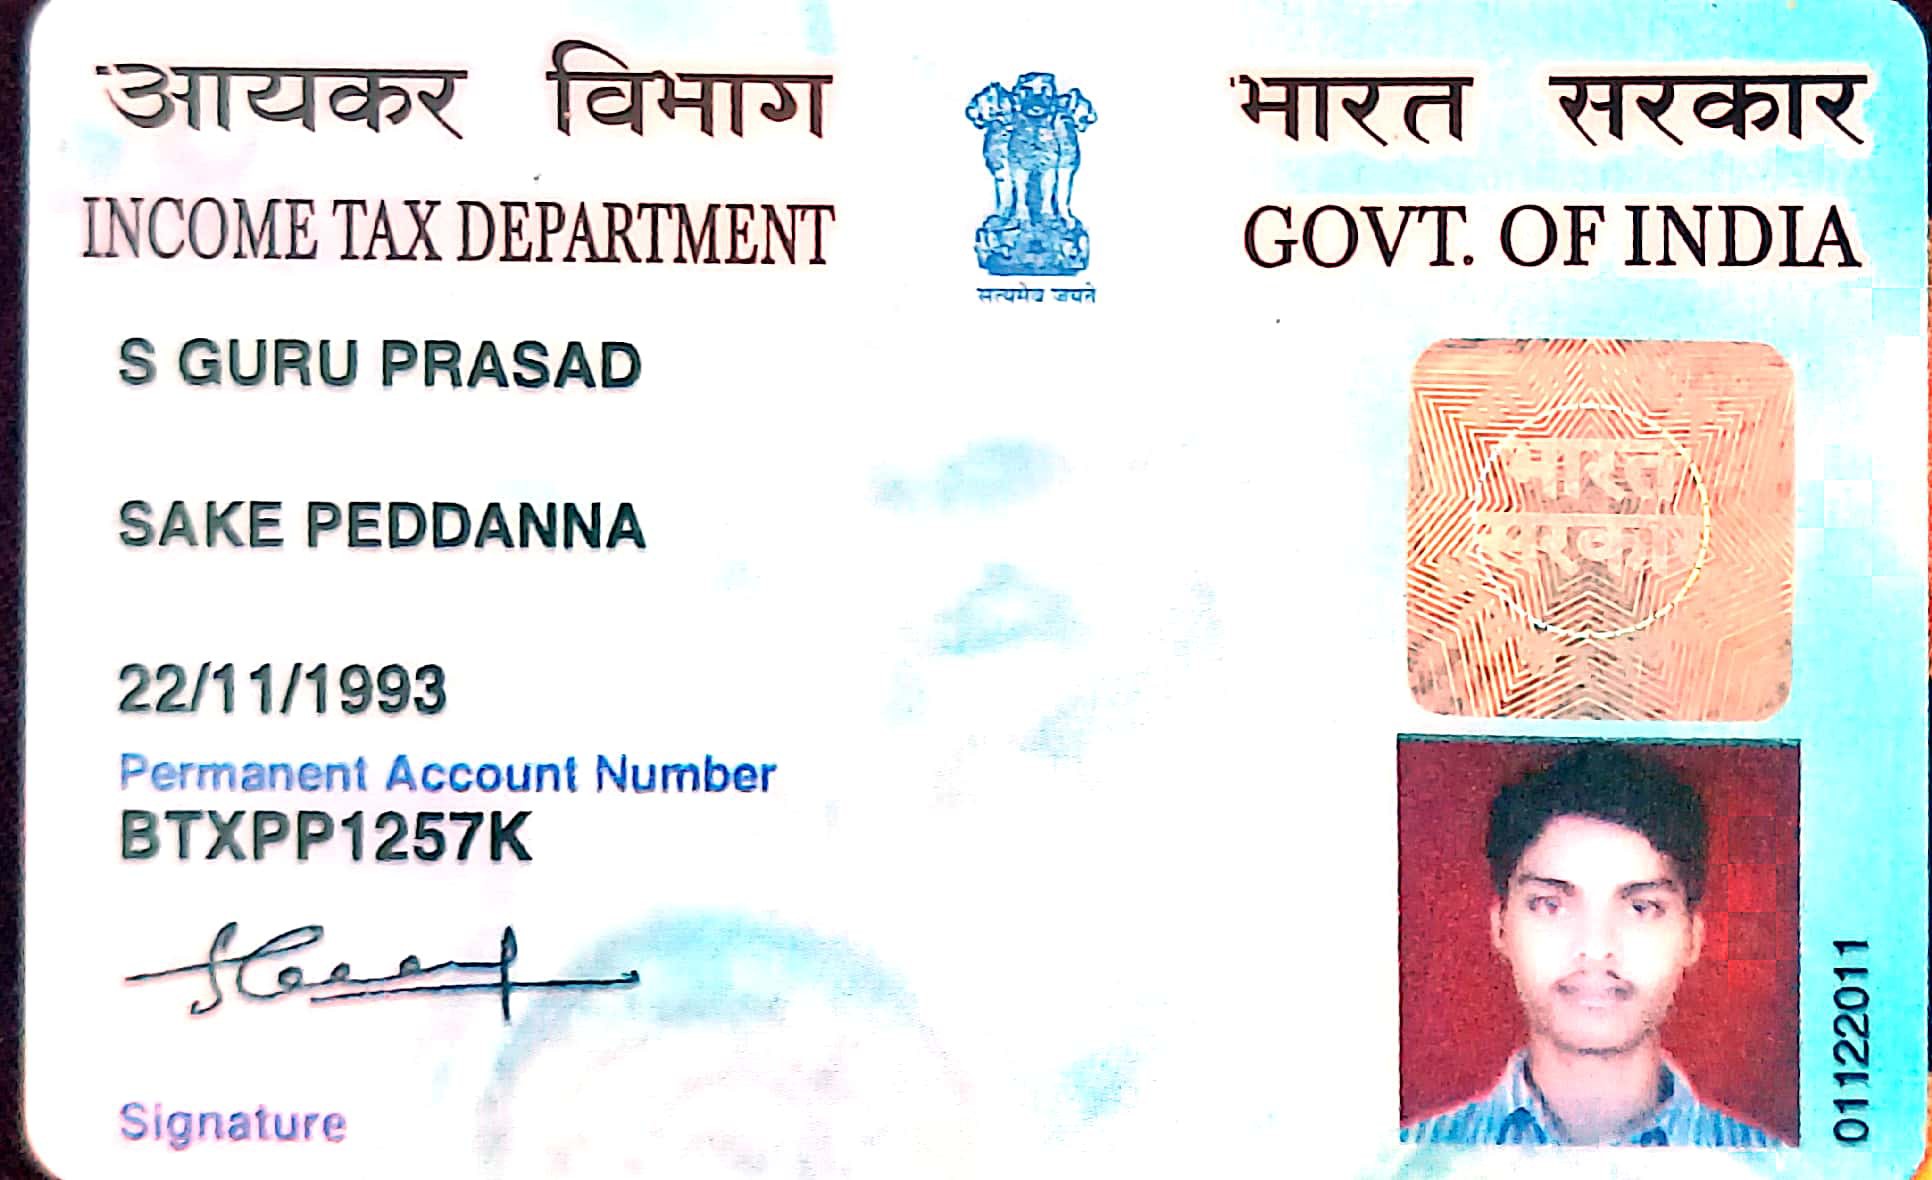 आयकर विभाग
भारत सरकार
INCOME TAX DEPARTMENT
GOVT. OF INDIA
सत्यमेव जयते
S GURU PRASAD
SAKE PEDDANNA
भारत
सरकार
22/11/1993
Permanent Account Number
BTXPP1257K
Signature
01122011